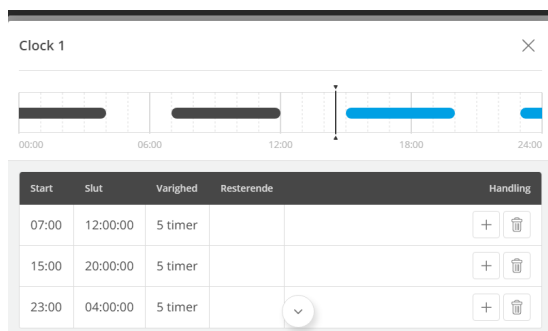 Clock 1
00:00 06:00 12:00 18:00 24:00
Start Slut Varighed Resterende Handling
07:00 12:00:00 5 timer
15:00 20:00:00 5 timer
23:00 04:00:00 5 timer